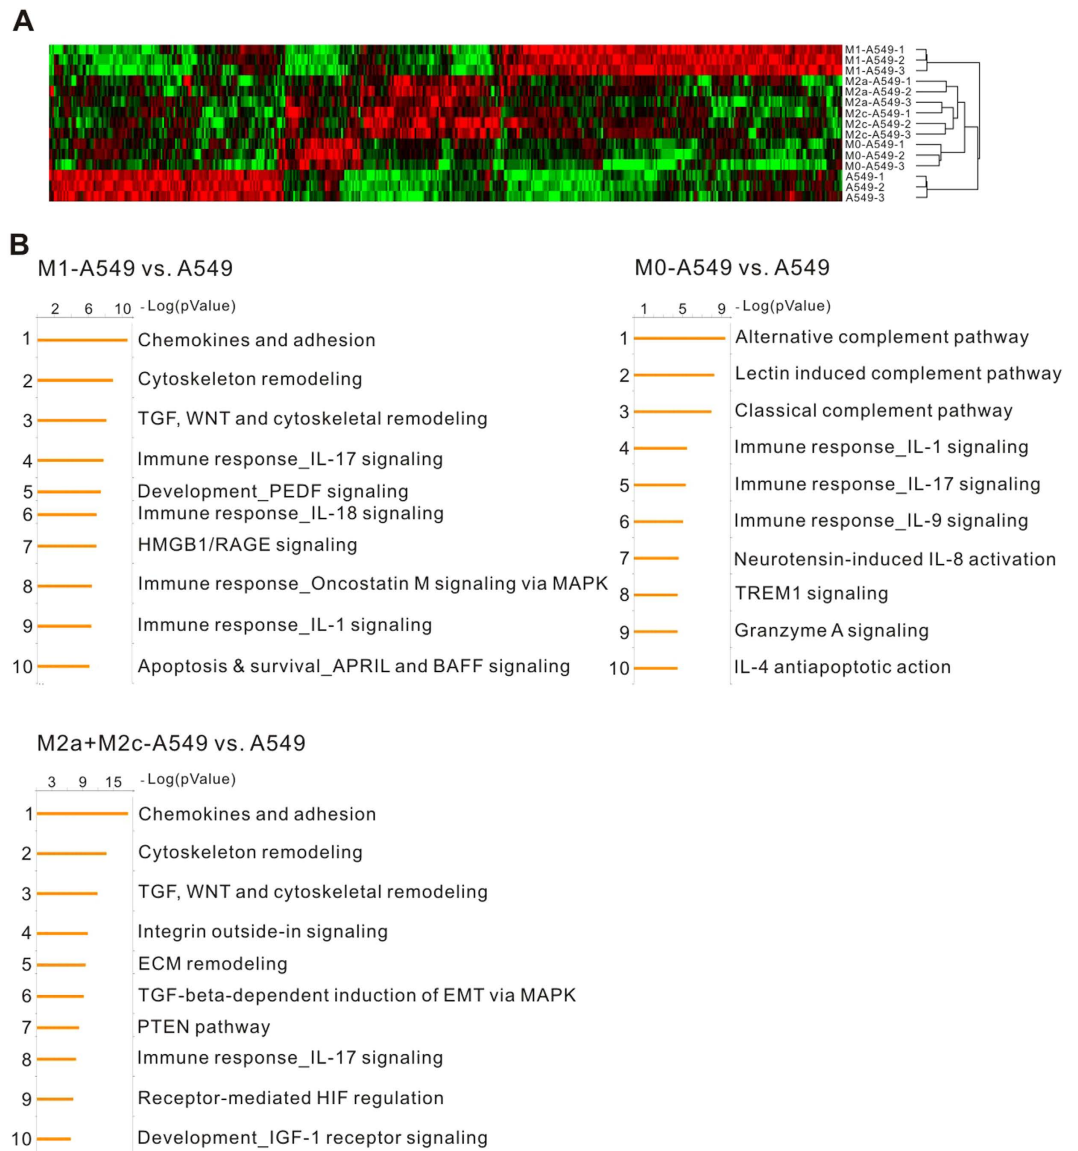 A
M1-A549-1
M1-A549-2
M1-A549-3
M2a-A549-1
M2a-A549-2
M2a-A549-3
M2c-A549-1
M2c-A549-2
M2c-A549-3
M0-A549-1
M0-A549-2
M0-A549-3
A549-1
A549-2
A549-3
B
M1-A549 vs. A549
2 6 10 -Log(pValue)
1 Chemokines and adhesion
2 Cytoskeleton remodeling
3 TGF, WNT and cytoskeletal remodeling
4 Immune response_IL-17 signaling
5 Development_PEDF signaling
6 Immune response_IL-18 signaling
7 HMGB1/RAGE signaling
8 Immune response_Oncostatin M signaling via MAPK
9 Immune response_IL-1 signaling
10 Apoptosis & survival_APRIL and BAFF signaling
M0-A549 vs. A549
1 5 9 -Log(pValue)
1 Alternative complement pathway
2 Lectin induced complement pathway
3 Classical complement pathway
4 Immune response_IL-1 signaling
5 Immune response_IL-17 signaling
6 Immune response_IL-9 signaling
7 Neurotensin-induced IL-8 activation
8 TREM1 signaling
9 Granzyme A signaling
10 IL-4 antiapoptotic action
M2a+M2c-A549 vs. A549
3 9 15 -Log(pValue)
1 Chemokines and adhesion
2 Cytoskeleton remodeling
3 TGF, WNT and cytoskeletal remodeling
4 Integrin outside-in signaling
5 ECM remodeling
6 TGF-beta-dependent induction of EMT via MAPK
7 PTEN pathway
8 Immune response_IL-17 signaling
9 Receptor-mediated HIF regulation
10 Development_IGF-1 receptor signaling